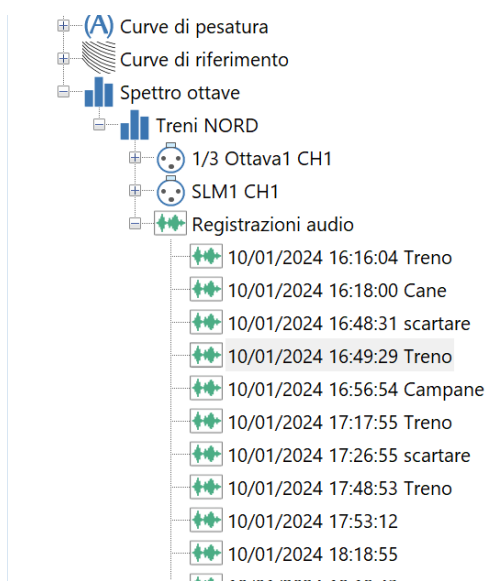 (A) Curve di pesatura
Curve di riferimento
Spettro ottave
Treni NORD
1/3 Ottava1 CH1
SLM1 CH1
Registrazioni audio
10/01/2024 16:16:04 Treno
10/01/2024 16:18:00 Cane
10/01/2024 16:48:31 scartare
10/01/2024 16:49:29 Treno
10/01/2024 16:56:54 Campane
10/01/2024 17:17:55 Treno
10/01/2024 17:26:55 scartare
10/01/2024 17:48:53 Treno
10/01/2024 17:53:12
10/01/2024 18:18:55